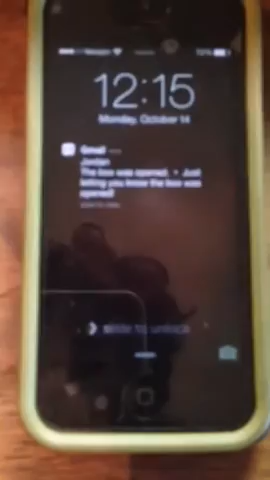 Verizon
12:15
Monday, October 14
Gmail
Jordan
The box was opened. • Just
letting you know the box was
opened!
slide to unlock